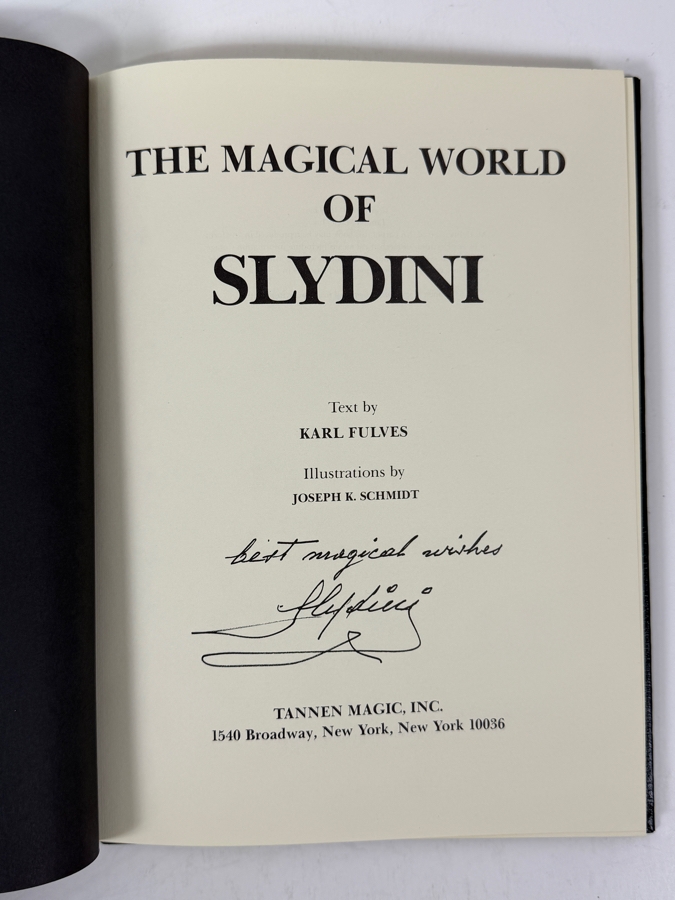 THE MAGICAL WORLD
OF
SLYDINI
Text by
KARL FULVES
Illustrations by
JOSEPH K. SCHMIDT
best magical wishes
Slydini
TANNEN MAGIC, INC.
1540 Broadway, New York, New York 10036